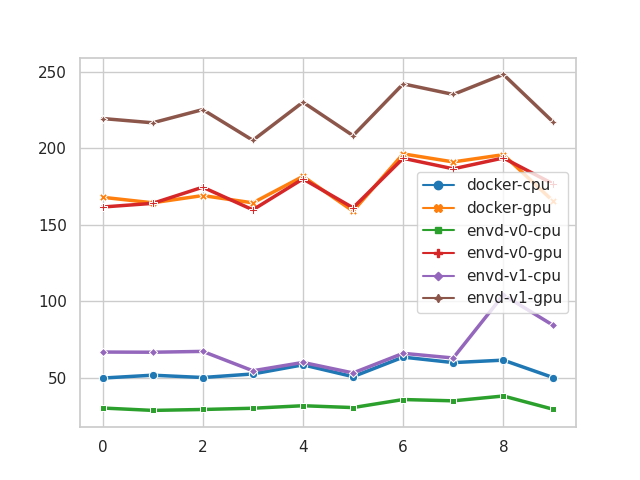 250
200
150
100
50
0
2
4
6
8
docker-cpu
docker-gpu
envd-v0-cpu
envd-v0-gpu
envd-v1-cpu
envd-v1-gpu